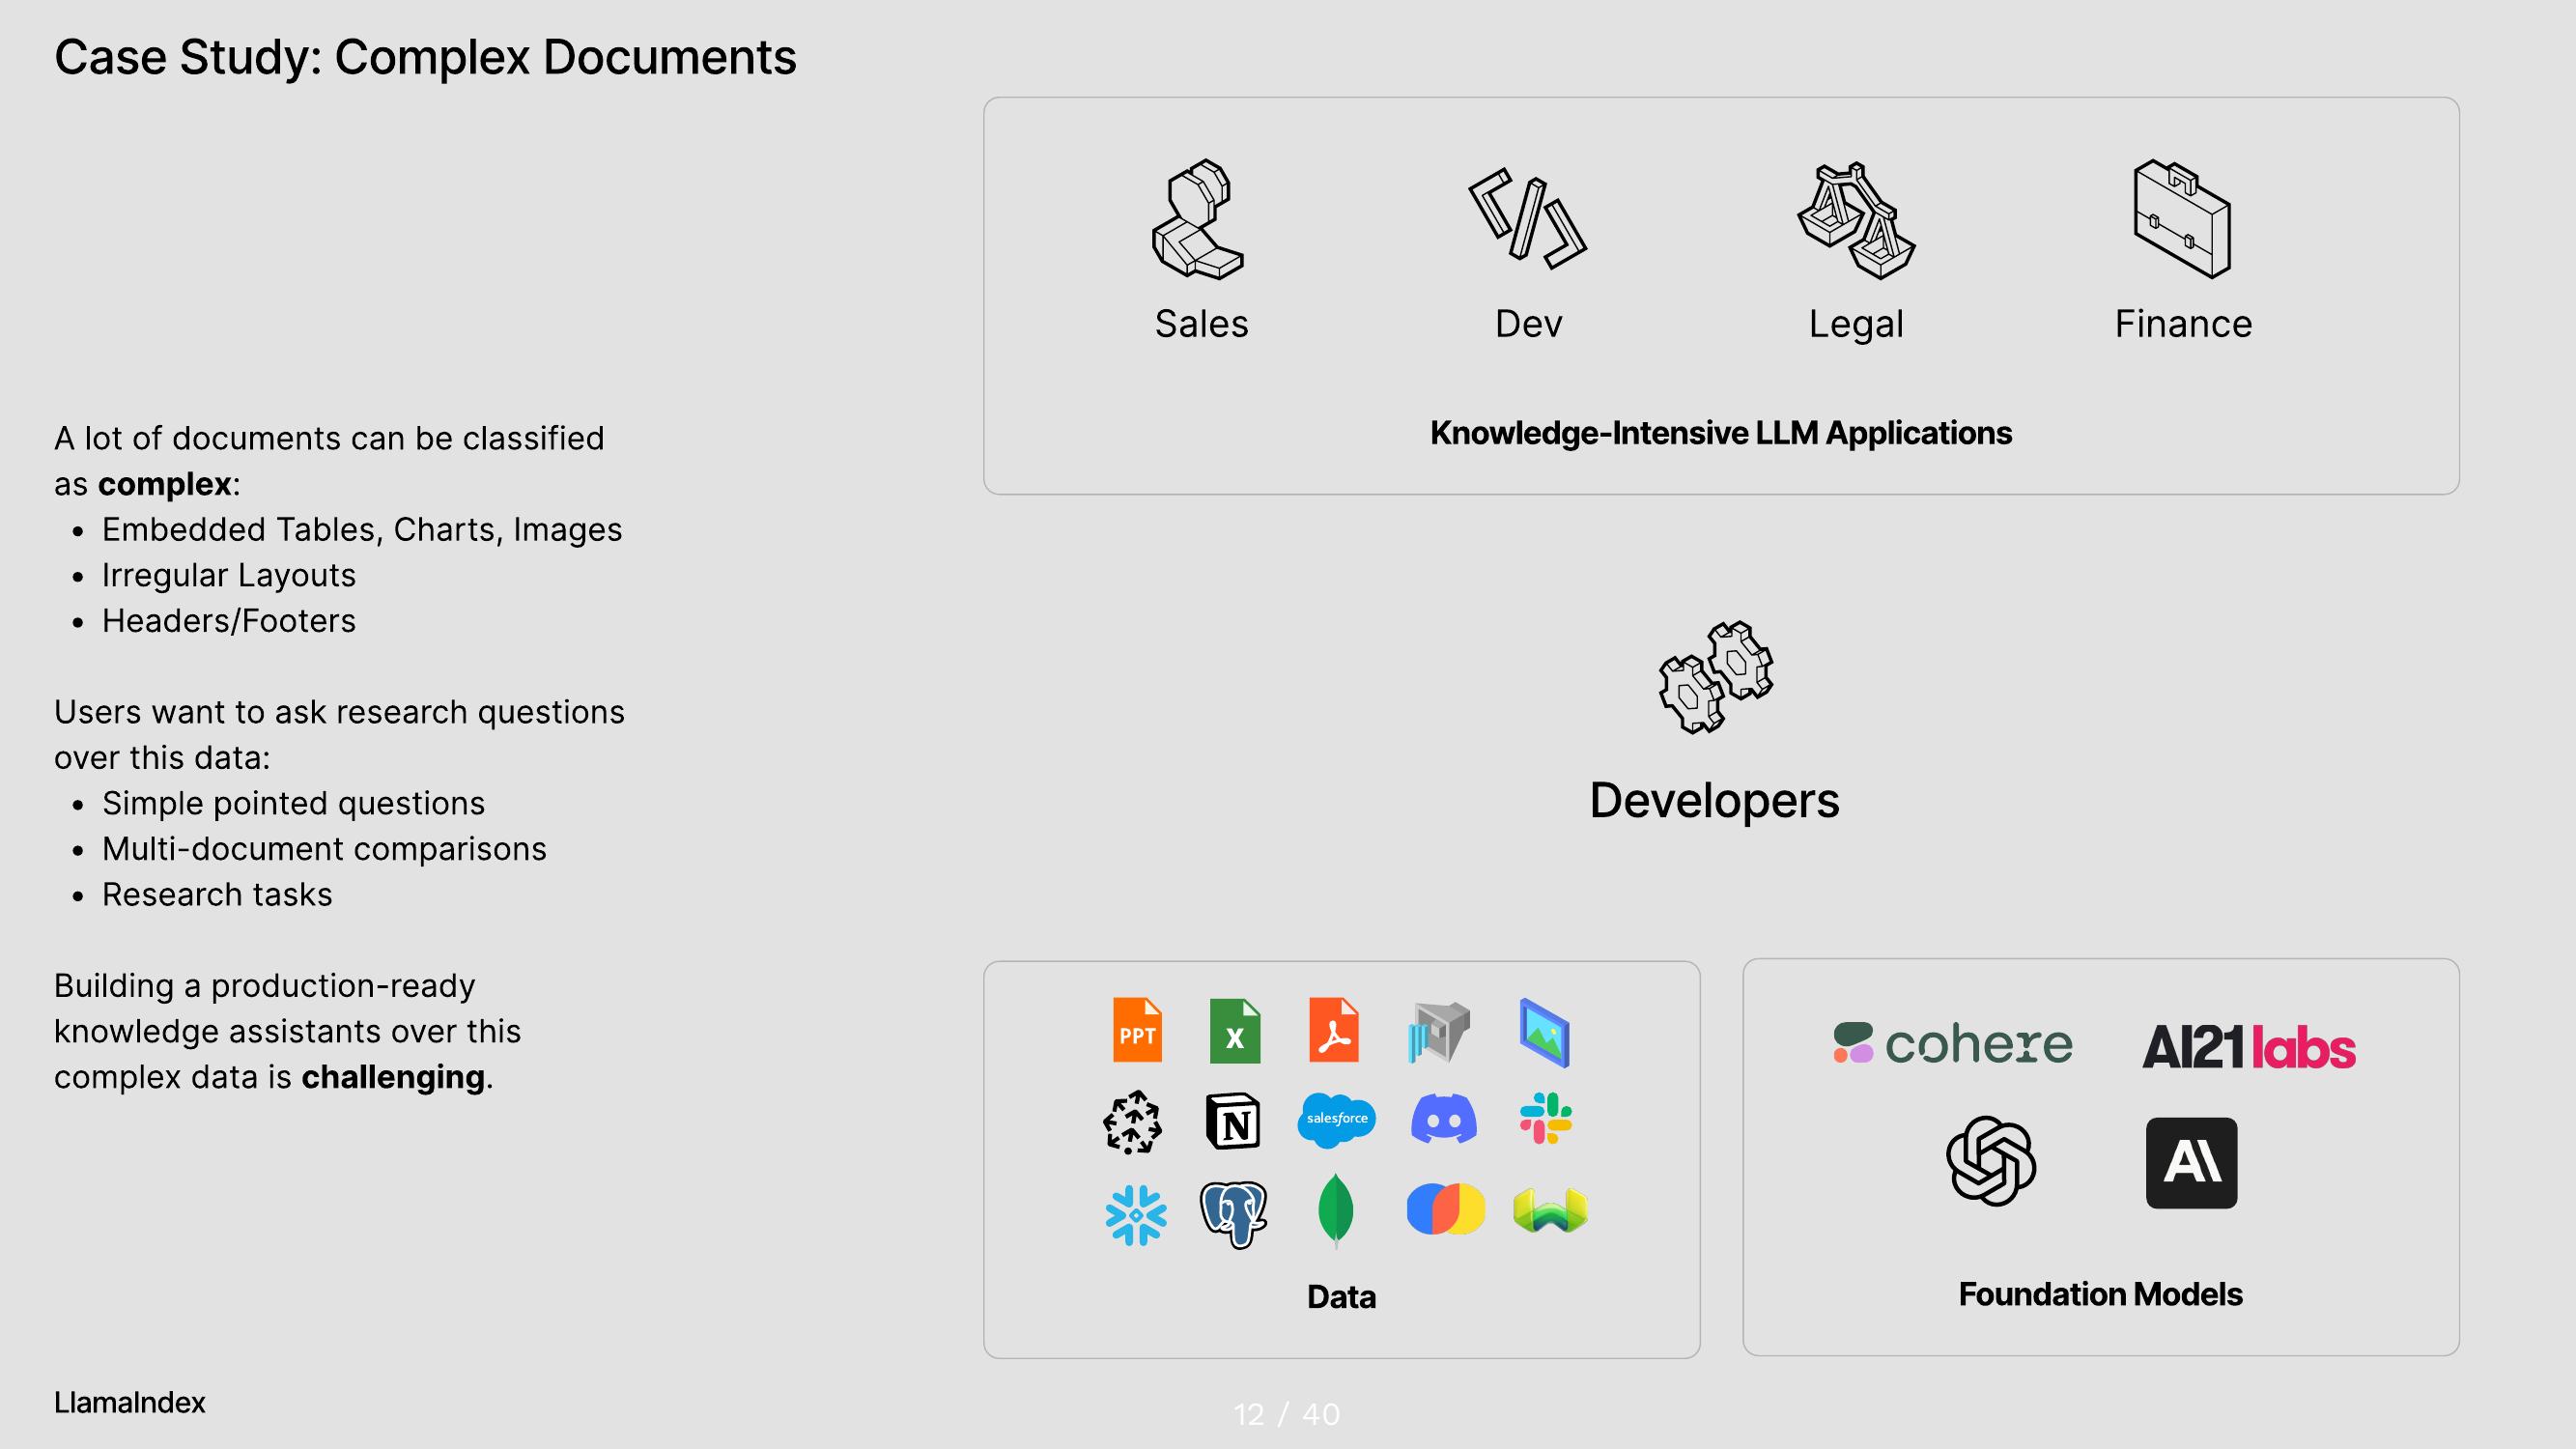 Case Study: Complex Documents
A lot of documents can be classified
as complex:
• Embedded Tables, Charts, Images
• Irregular Layouts
• Headers/Footers
Users want to ask research questions
over this data:
• Simple pointed questions
• Multi-document comparisons
• Research tasks
Building a production-ready
knowledge assistants over this
complex data is challenging.
Sales Dev Legal Finance
Knowledge-Intensive LLM Applications
Developers
PPT X
N salesforce
Data
cohere AI21labs
A\
Foundation Models
LlamaIndex
12 / 40